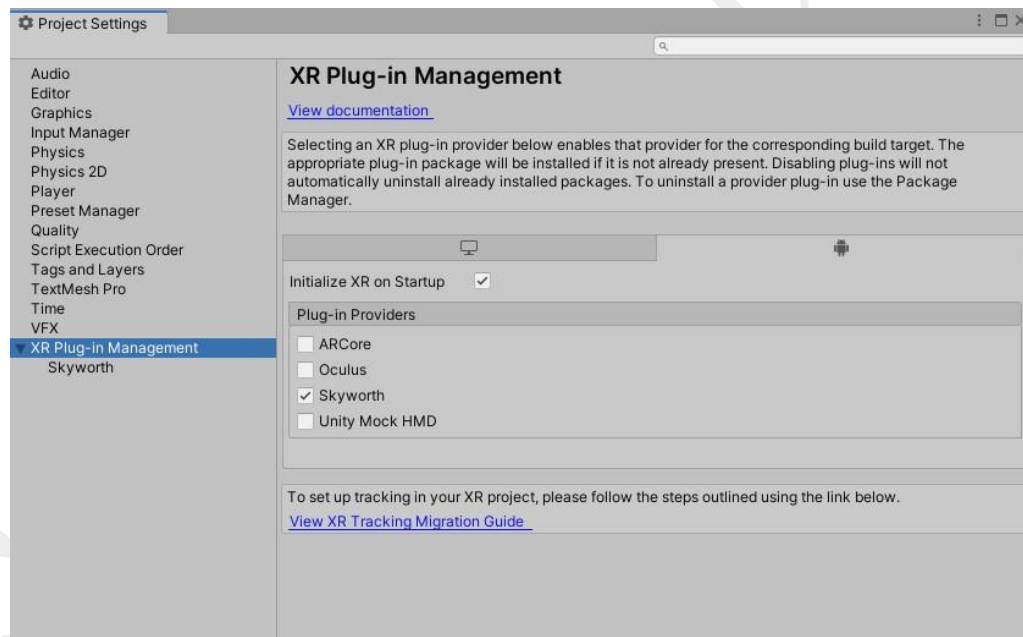 Project Settings
Audio
Editor
Graphics
Input Manager
Physics
Physics 2D
Player
Preset Manager
Quality
Script Execution Order
Tags and Layers
TextMesh Pro
Time
VFX
XR Plug-in Management
Skyworth
XR Plug-in Management
View documentation
Selecting an XR plug-in provider below enables that provider for the corresponding build target. The
appropriate plug-in package will be installed if it is not already present. Disabling plug-ins will not
automatically uninstall already installed packages. To uninstall a provider plug-in use the Package
Manager.
Initialize XR on Startup
Plug-in Providers
ARCore
Oculus
Skyworth
Unity Mock HMD
To set up tracking in your XR project, please follow the steps outlined using the link below.
View XR Tracking Migration Guide